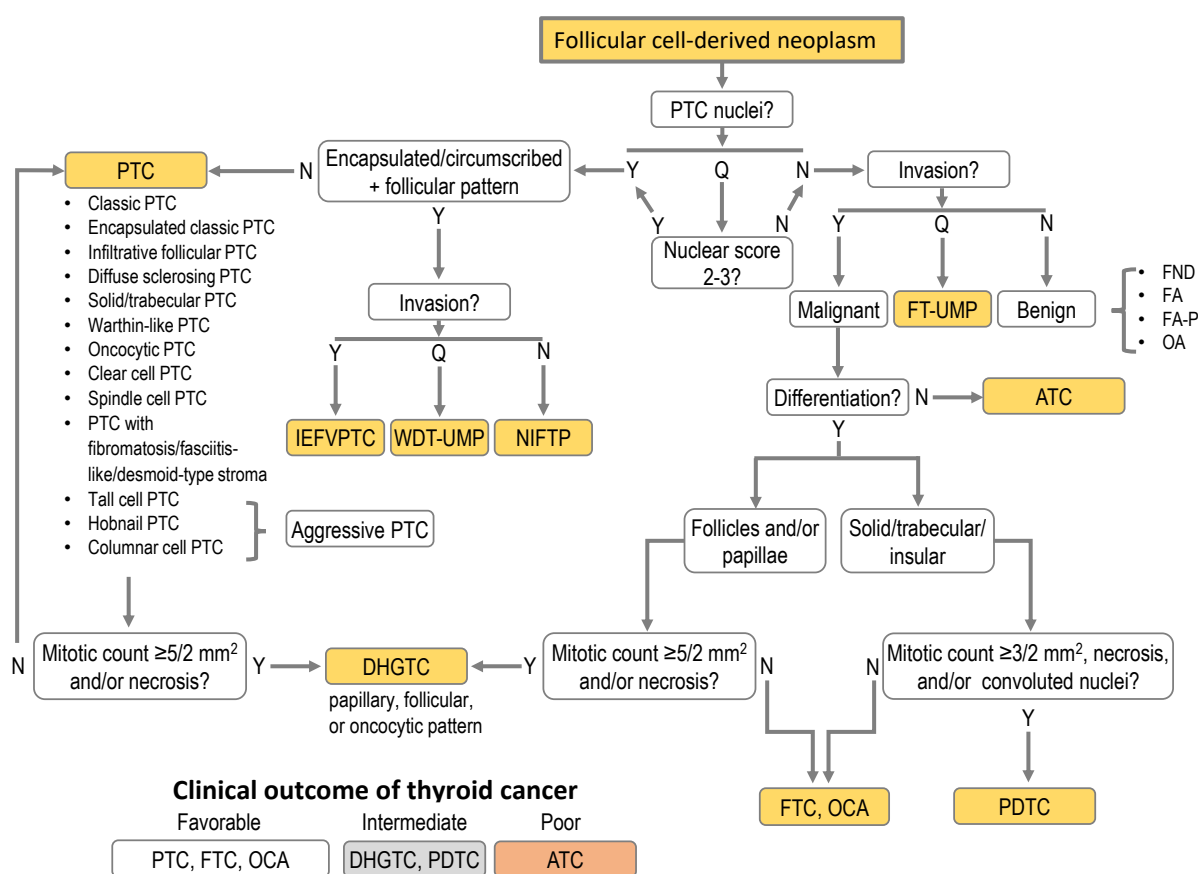 Follicular cell-derived neoplasm
PTC nuclei?
PTC
N
Encapsulated/circumscribed
+ follicular pattern
Y
Q
N
Invasion?
Y
N
Nuclear score
2-3?
• Classic PTC
• Encapsulated classic PTC
• Infiltrative follicular PTC
• Diffuse sclerosing PTC
• Solid/trabecular PTC
• Warthin-like PTC
• Oncocytic PTC
• Clear cell PTC
• Spindle cell PTC
• PTC with
fibromatosis/fasciitis-
like/desmoid-type stroma
• Tall cell PTC
• Hobnail PTC
• Columnar cell PTC
Aggressive PTC
Y
Invasion?
Y
Q
N
IEFVPTC
WDT-UMP
NIFTP
Y
Q
N
Malignant
FT-UMP
Benign
• FND
• FA
• FA-P
• OA
Differentiation?
N
ATC
Y
Follicles and/or
papillae
Solid/trabecular/
insular
N
Mitotic count ≥5/2 mm²
and/or necrosis?
Y
DHGTC
papillary, follicular,
or oncocytic pattern
Y
Mitotic count ≥5/2 mm²
and/or necrosis?
N
N
Mitotic count ≥3/2 mm², necrosis,
and/or convoluted nuclei?
Y
FTC, OCA
PDTC
Clinical outcome of thyroid cancer
Favorable
Intermediate
Poor
PTC, FTC, OCA
DHGTC, PDTC
ATC